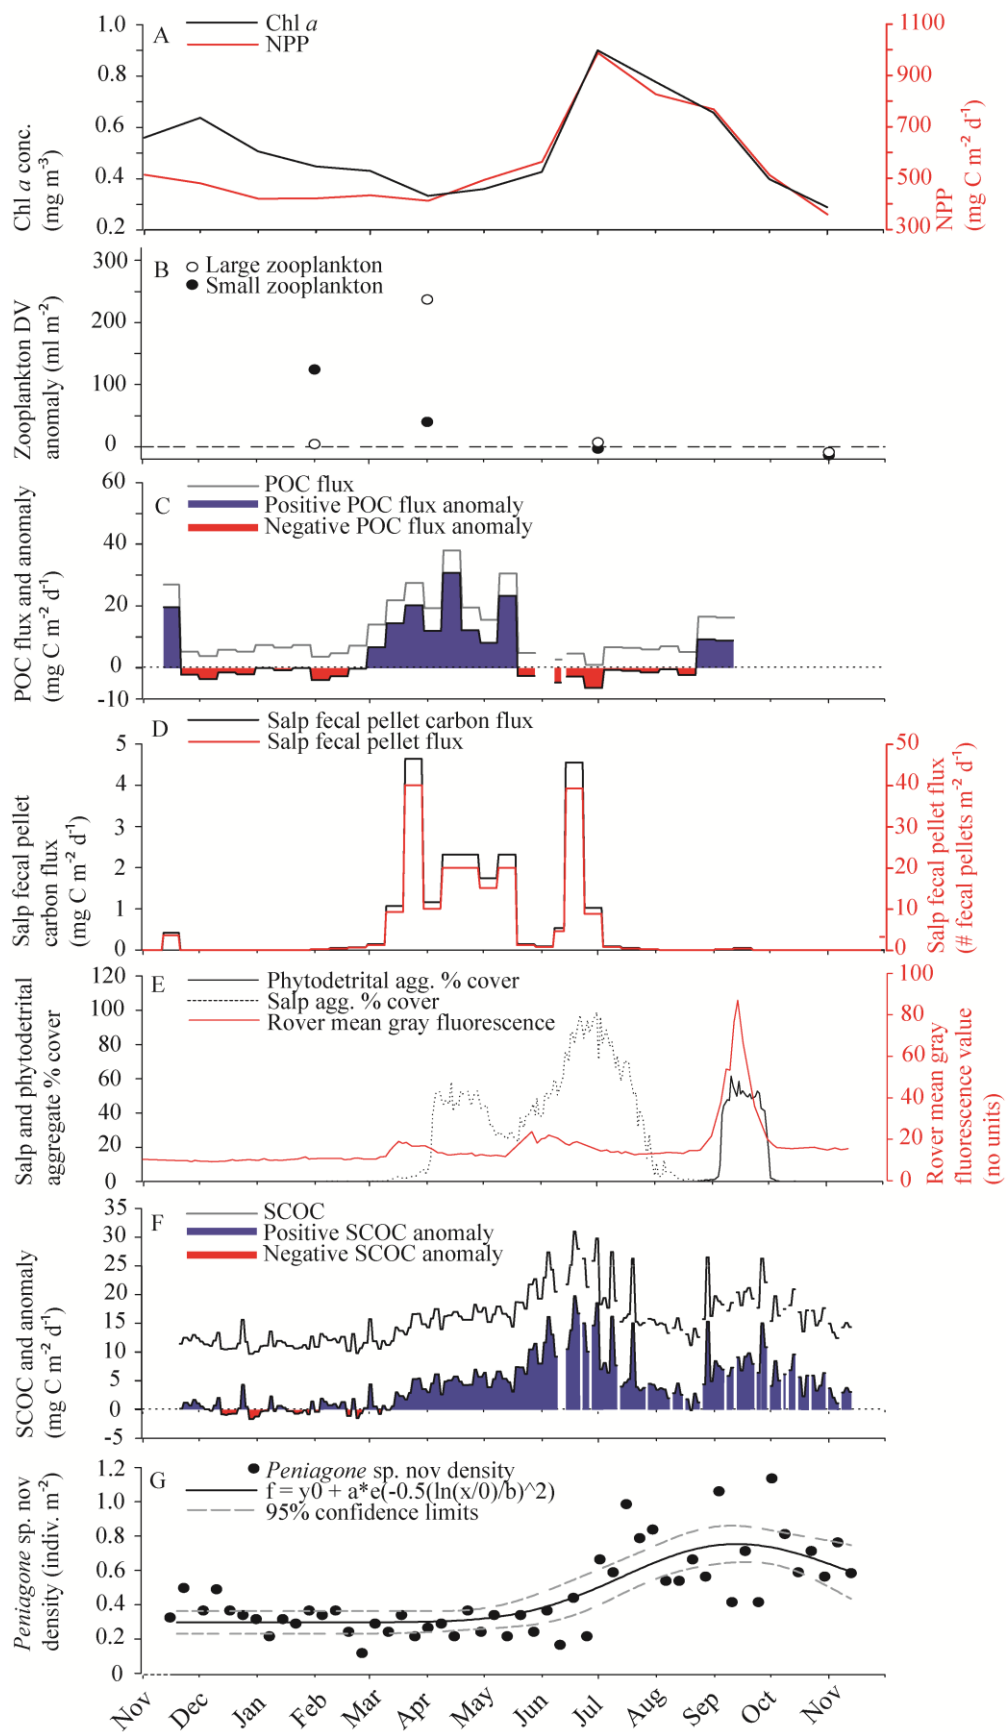 A
Chl a
NPP
1.0
0.8
0.6
0.4
0.2
Chl a conc.
(mg m-3)
1100
900
700
500
300
NPP
(mg C m-2 d-1)
B
Large zooplankton
Small zooplankton
300
200
100
0
Zooplankton DV
anomaly (ml m-2)
C
POC flux
Positive POC flux anomaly
Negative POC flux anomaly
60
40
20
0
-10
POC flux and anomaly
(mg C m-2 d-1)
D
Salp fecal pellet carbon flux
Salp fecal pellet flux
5
4
3
2
1
0
Salp fecal pellet
carbon flux
(mg C m-2 d-1)
50
40
30
20
10
0
Salp fecal pellet flux
(# fecal pellets m-2 d-1)
E
Phytodetrital agg. % cover
Salp agg. % cover
Rover mean gray fluorescence
120
100
80
60
40
20
0
Salp and phytodetrital
aggregate % cover
100
80
60
40
20
0
Rover mean gray
fluorescence value
(no units)
F
SCOC
Positive SCOC anomaly
Negative SCOC anomaly
35
30
25
20
15
10
5
0
-5
SCOC and anomaly
(mg C m-2 d-1)
G
Peniagone sp. nov density
f = y0 + a*e(-0.5(ln(x/0)/b)^2)
95% confidence limits
1.2
1.0
0.8
0.6
0.4
0.2
0
Peniagone sp. nov
density (indiv. m-2)
Nov
Dec
Jan
Feb
Mar
Apr
May
Jun
Jul
Aug
Sep
Oct
Nov